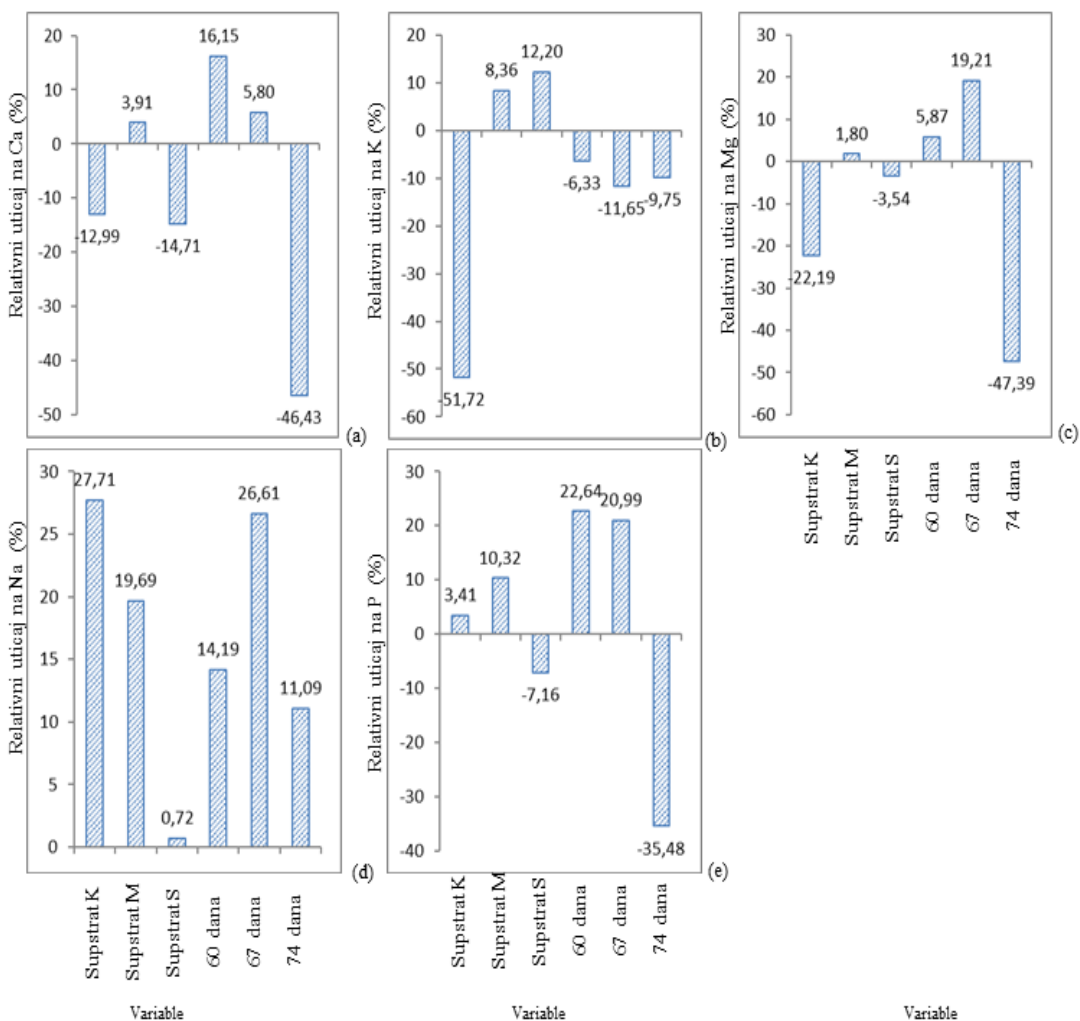 Relativni uticaj na Ca (%)
20
10
0
-10
-20
-30
-40
-50
-12,99
3,91
-14,71
16,15
5,80
-46,43
(a)
Relativni uticaj na K (%)
20
10
0
-10
-20
-30
-40
-50
-60
-51,72
8,36
12,20
-6,33
-11,65
-9,75
(b)
Relativni uticaj na Mg (%)
30
20
10
0
-10
-20
-30
-40
-50
-60
-22,19
1,80
-3,54
5,87
19,21
-47,39
(c)
Supstrat K
Supstrat M
Supstrat S
60 dana
67 dana
74 dana
Relativni uticaj na Na (%)
30
25
20
15
10
5
0
27,71
19,69
0,72
14,19
26,61
11,09
(d)
Supstrat K
Supstrat M
Supstrat S
60 dana
67 dana
74 dana
Relativni uticaj na P (%)
30
20
10
0
-10
-20
-30
-40
3,41
10,32
-7,16
22,64
20,99
-35,48
(e)
Supstrat K
Supstrat M
Supstrat S
60 dana
67 dana
74 dana
Variable
Variable
Variable